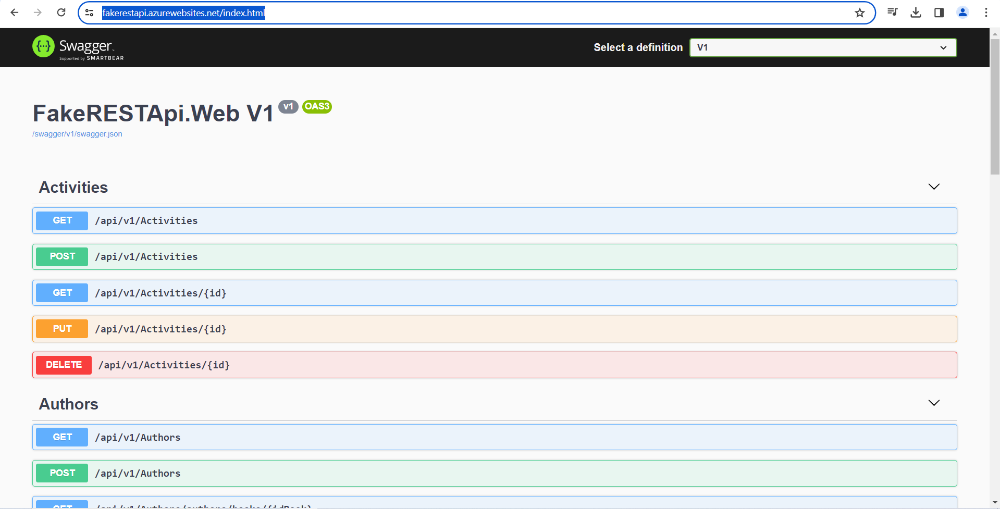 fakerestapi.azurewebsites.net/index.html
{...} Swagger™
Supported by SMARTBEAR
Select a definition V1
FakeRESTApi.Web V1 v1 OAS3
/swagger/v1/swagger.json
Activities
GET /api/v1/Activities
POST /api/v1/Activities
GET /api/v1/Activities/{id}
PUT /api/v1/Activities/{id}
DELETE /api/v1/Activities/{id}
Authors
GET /api/v1/Authors
POST /api/v1/Authors
GET /api/v1/Authors/authors/books/{idBook}